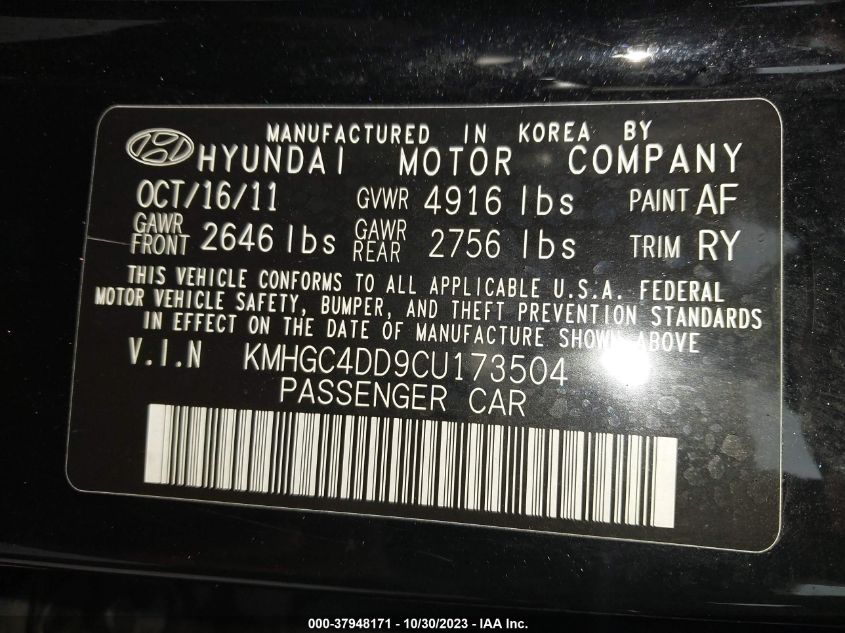 MANUFACTURED IN KOREA BY
HYUNDAI MOTOR COMPANY
OCT/16/11 GVWR 4916 lbs PAINT AF
GAWR FRONT 2646 lbs GAWR REAR 2756 lbs TRIM RY
THIS VEHICLE CONFORMS TO ALL APPLICABLE U.S.A. FEDERAL
MOTOR VEHICLE SAFETY, BUMPER, AND THEFT PREVENTION STANDARDS
IN EFFECT ON THE DATE OF MANUFACTURE SHOWN ABOVE
V.I.N KMHGC4DD9CU173504
PASSENGER CAR
000-37948171 - 10/30/2023 - IAA Inc.